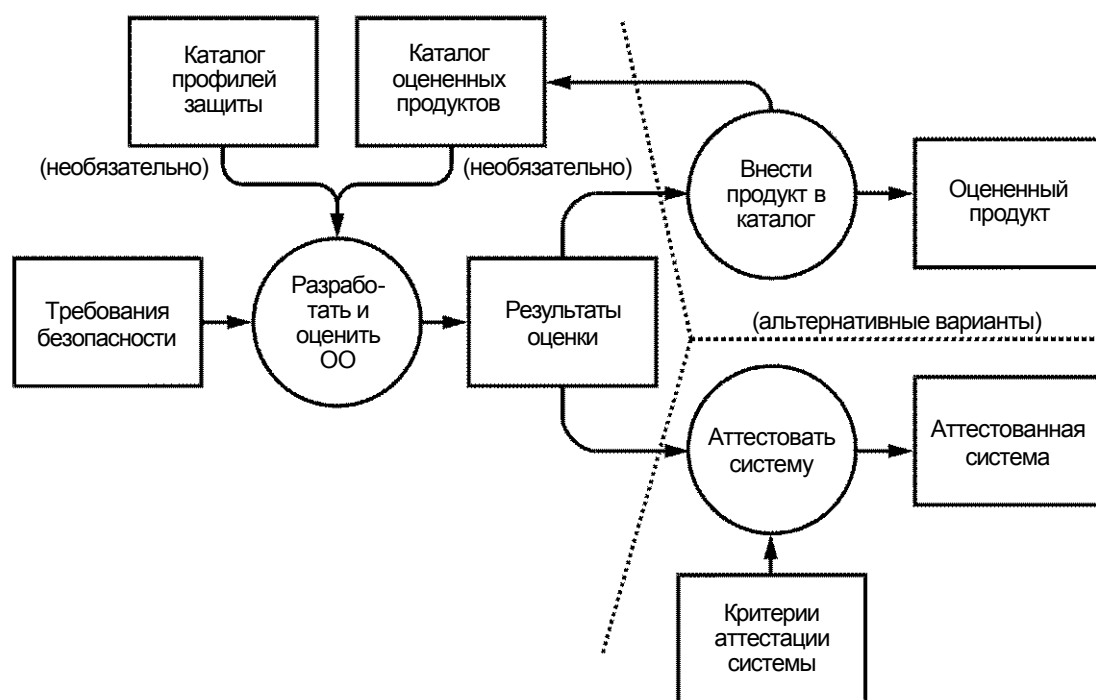 Каталог
профилей
защиты
Каталог
оцененных
продуктов
(необязательно)
(необязательно)
Внести
продукт в
каталог
Оцененный
продукт
Требования
безопасности
Разрабо-
тать и
оценить
ОО
Результаты
оценки
(альтернативные варианты)
Аттестовать
систему
Аттестованная
система
Критерии
аттестации
системы